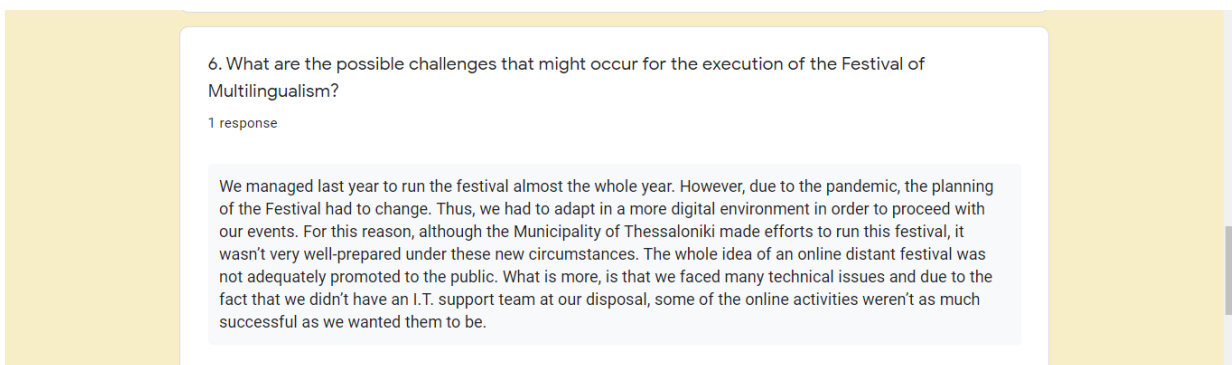 6. What are the possible challenges that might occur for the execution of the Festival of
Multilingualism?
1 response
We managed last year to run the festival almost the whole year. However, due to the pandemic, the planning
of the Festival had to change. Thus, we had to adapt in a more digital environment in order to proceed with
our events. For this reason, although the Municipality of Thessaloniki made efforts to run this festival, it
wasn't very well-prepared under these new circumstances. The whole idea of an online distant festival was
not adequately promoted to the public. What is more, is that we faced many technical issues and due to the
fact that we didn't have an I.T. support team at our disposal, some of the online activities weren't as much
successful as we wanted them to be.